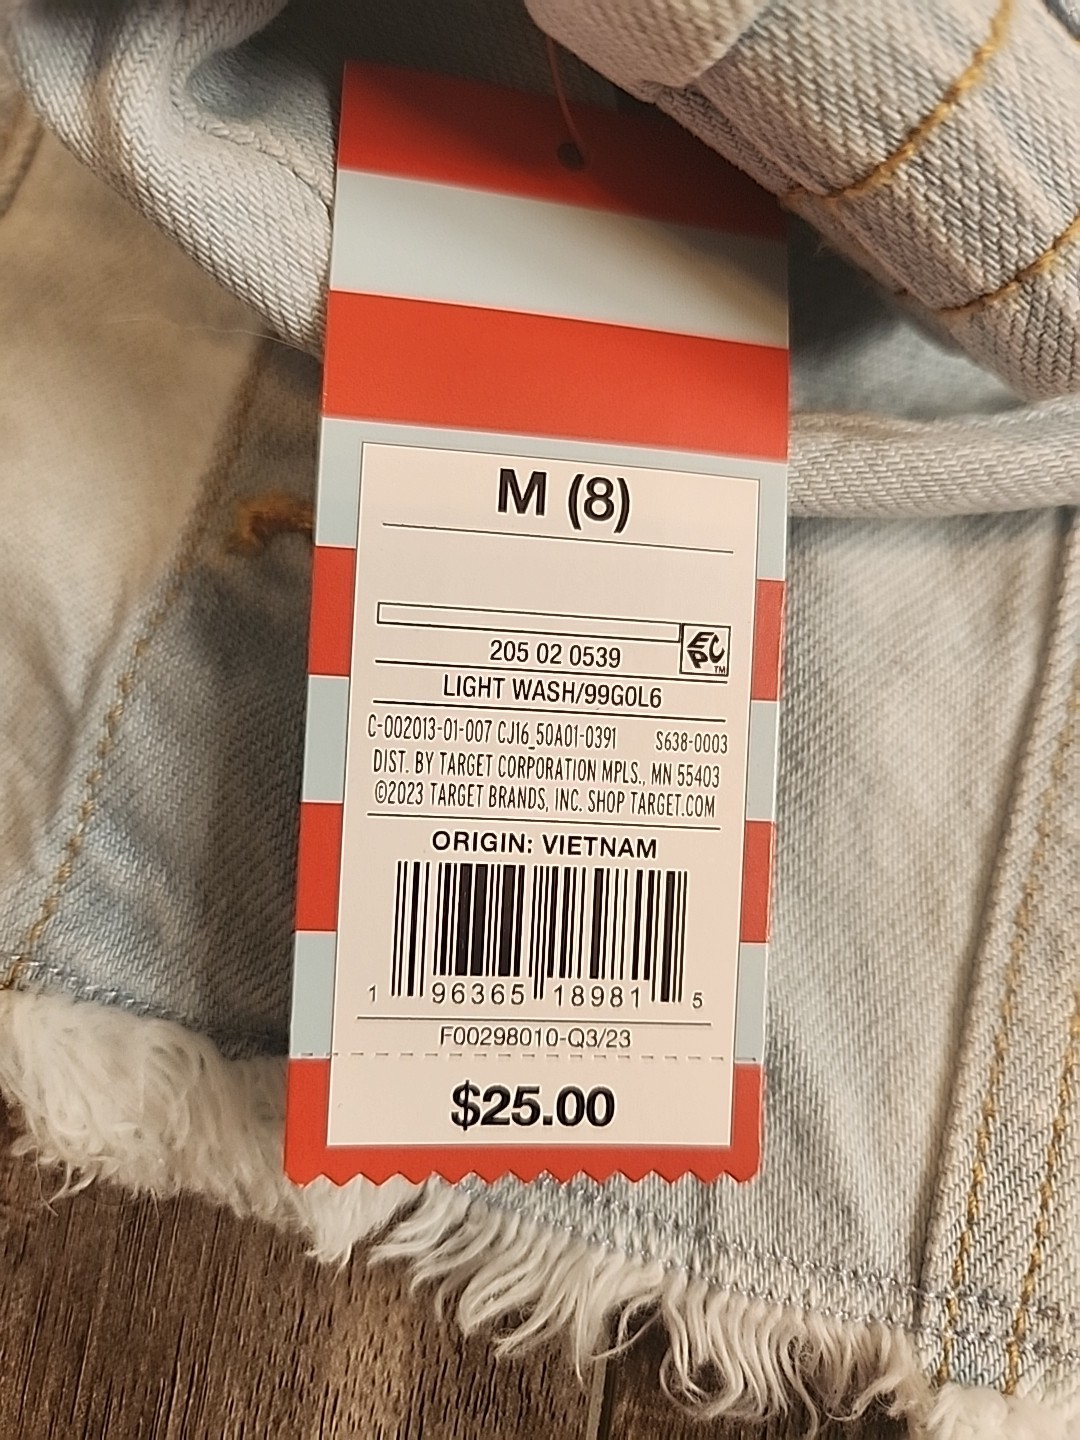 M (8)
EPC
TM
205 02 0539
LIGHT WASH/99G0L6
C-002013-01-007 CJ16_50A01-0391 S638-0003
DIST. BY TARGET CORPORATION MPLS., MN 55403
©2023 TARGET BRANDS, INC. SHOP TARGET.COM
ORIGIN: VIETNAM
1 96365 18981 5
F00298010-Q3/23
$25.00